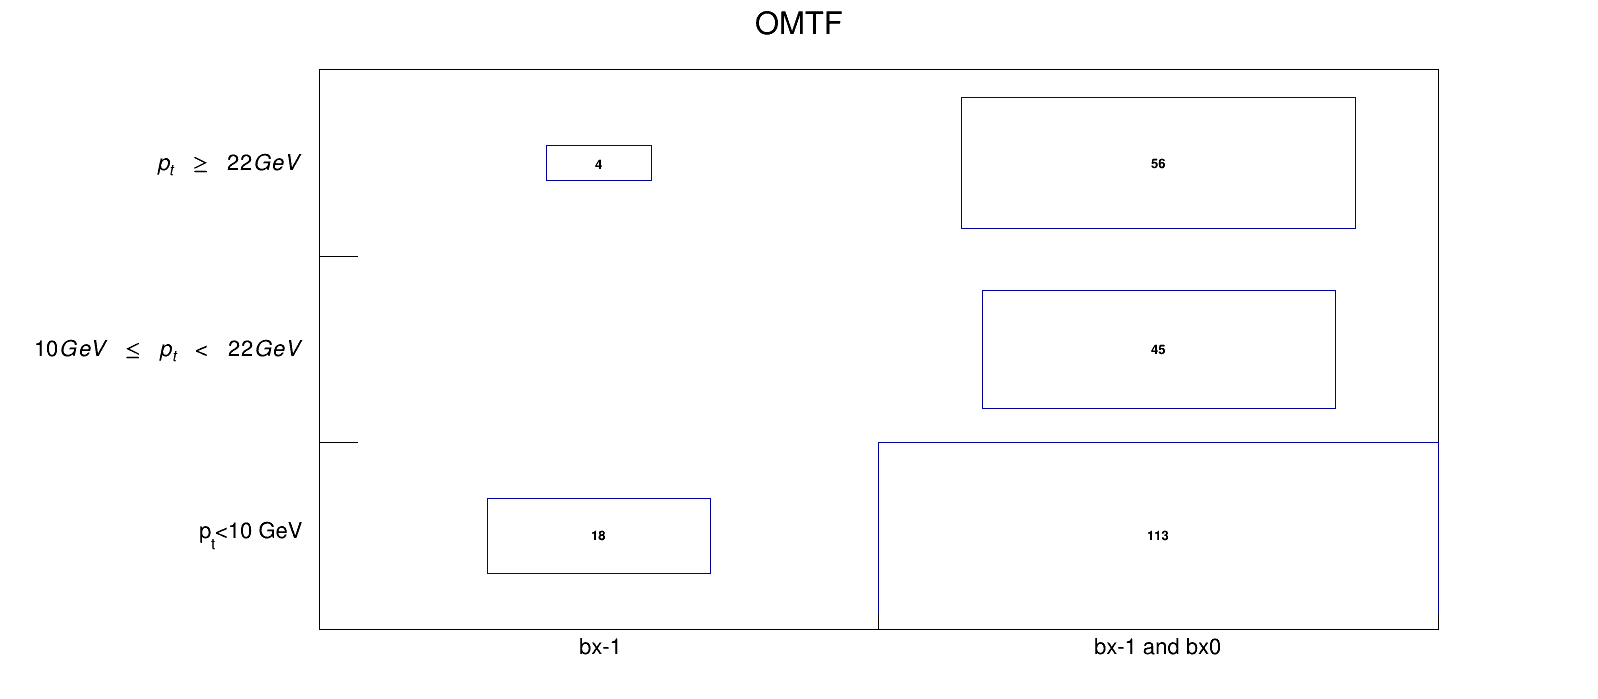 OMTF
p_t ≥ 22GeV
4
56
10GeV ≤ p_t < 22GeV
45
p_t<10 GeV
18
113
bx-1
bx-1 and bx0